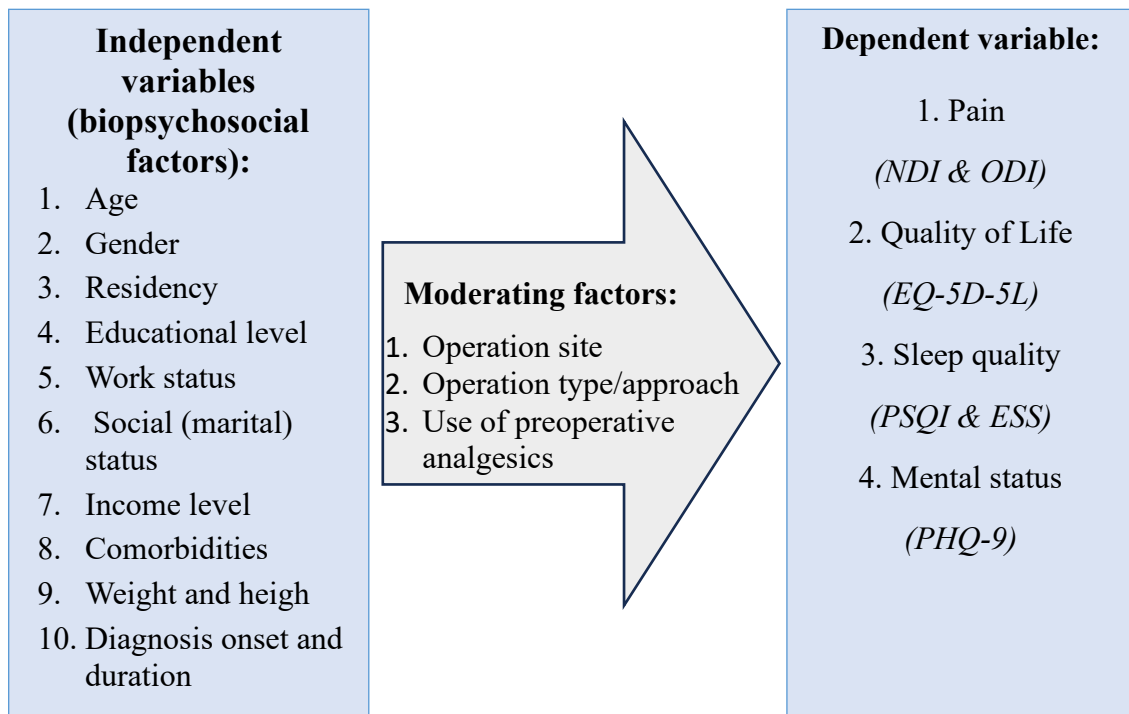 Independent
variables
(biopsychosocial
factors):
1. Age
2. Gender
3. Residency
4. Educational level
5. Work status
6. Social (marital)
status
7. Income level
8. Comorbidities
9. Weight and heigh
10. Diagnosis onset and
duration
Moderating factors:
1. Operation site
2. Operation type/approach
3. Use of preoperative
analgesics
Dependent variable:
1. Pain
(NDI & ODI)
2. Quality of Life
(EQ-5D-5L)
3. Sleep quality
(PSQI & ESS)
4. Mental status
(PHQ-9)